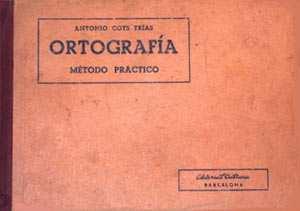 ANTONIO COTS TRÍAS
ORTOGRAFÍA
MÉTODO PRÁCTICO
Editorial Cultura
BARCELONA